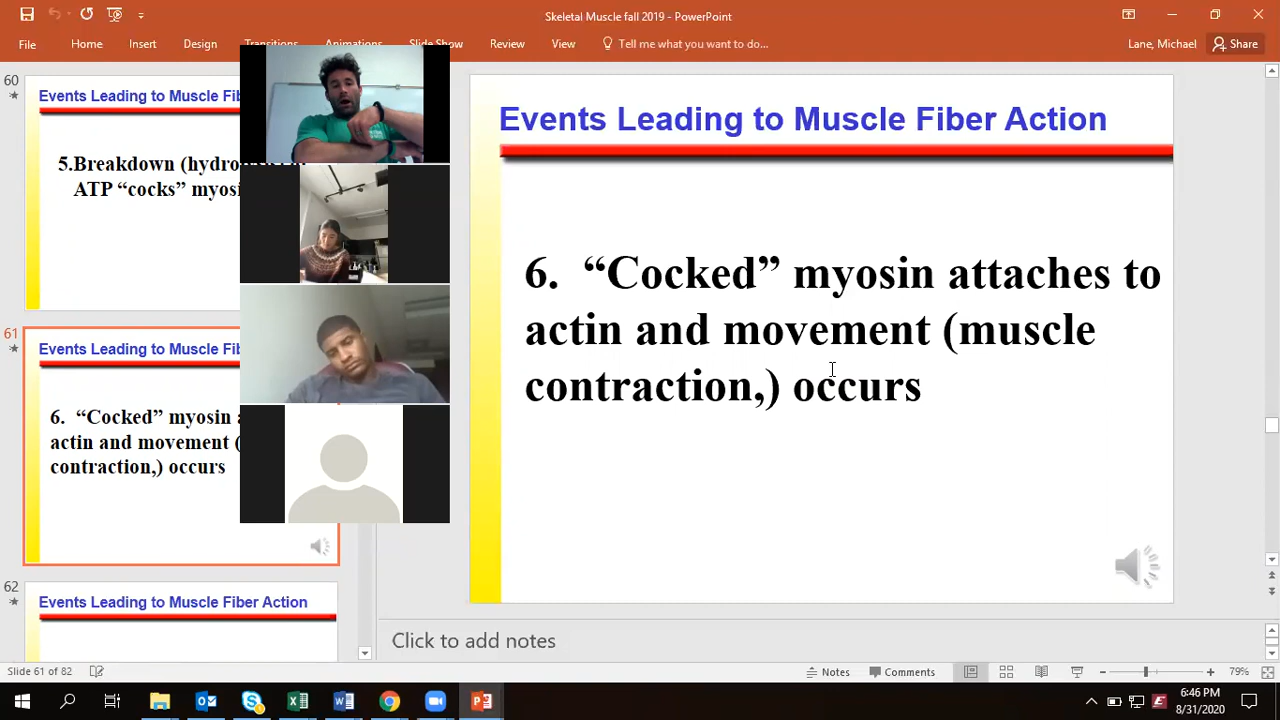 Skeletal Muscle fall 2019 - PowerPoint
File Home Insert Design Transitions Animations Slide Show Review View Tell me what you want to do... Lane, Michael Share
60
Events Leading to Muscle
5.Breakdown
ATP “cocks”
61
Events Leading to Muscle
6. “Cocked” myosin
actin and movement
contraction,) occurs
62
Events Leading to Muscle Fiber Action
Events Leading to Muscle Fiber Action
6. “Cocked” myosin attaches to
actin and movement (muscle
contraction,) occurs
Click to add notes
Slide 61 of 82 Notes Comments 79%
6:46 PM
8/31/2020